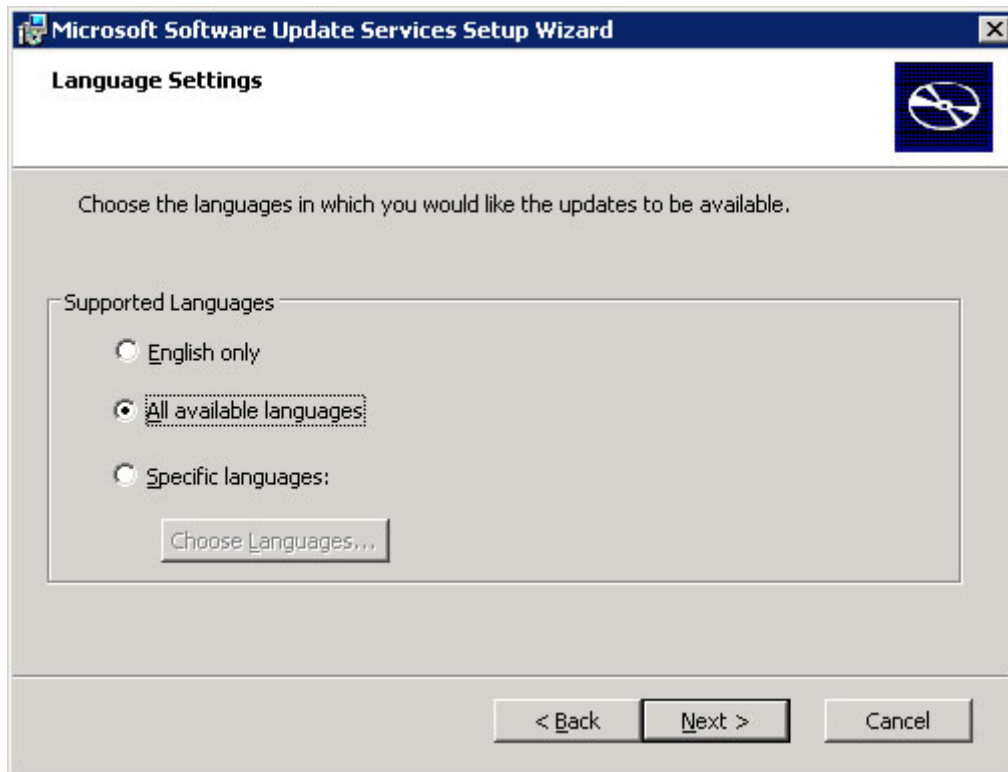 Microsoft Software Update Services Setup Wizard
Language Settings
Choose the languages in which you would like the updates to be available.
Supported Languages
English only
All available languages
Specific languages:
Choose Languages...
< Back Next > Cancel